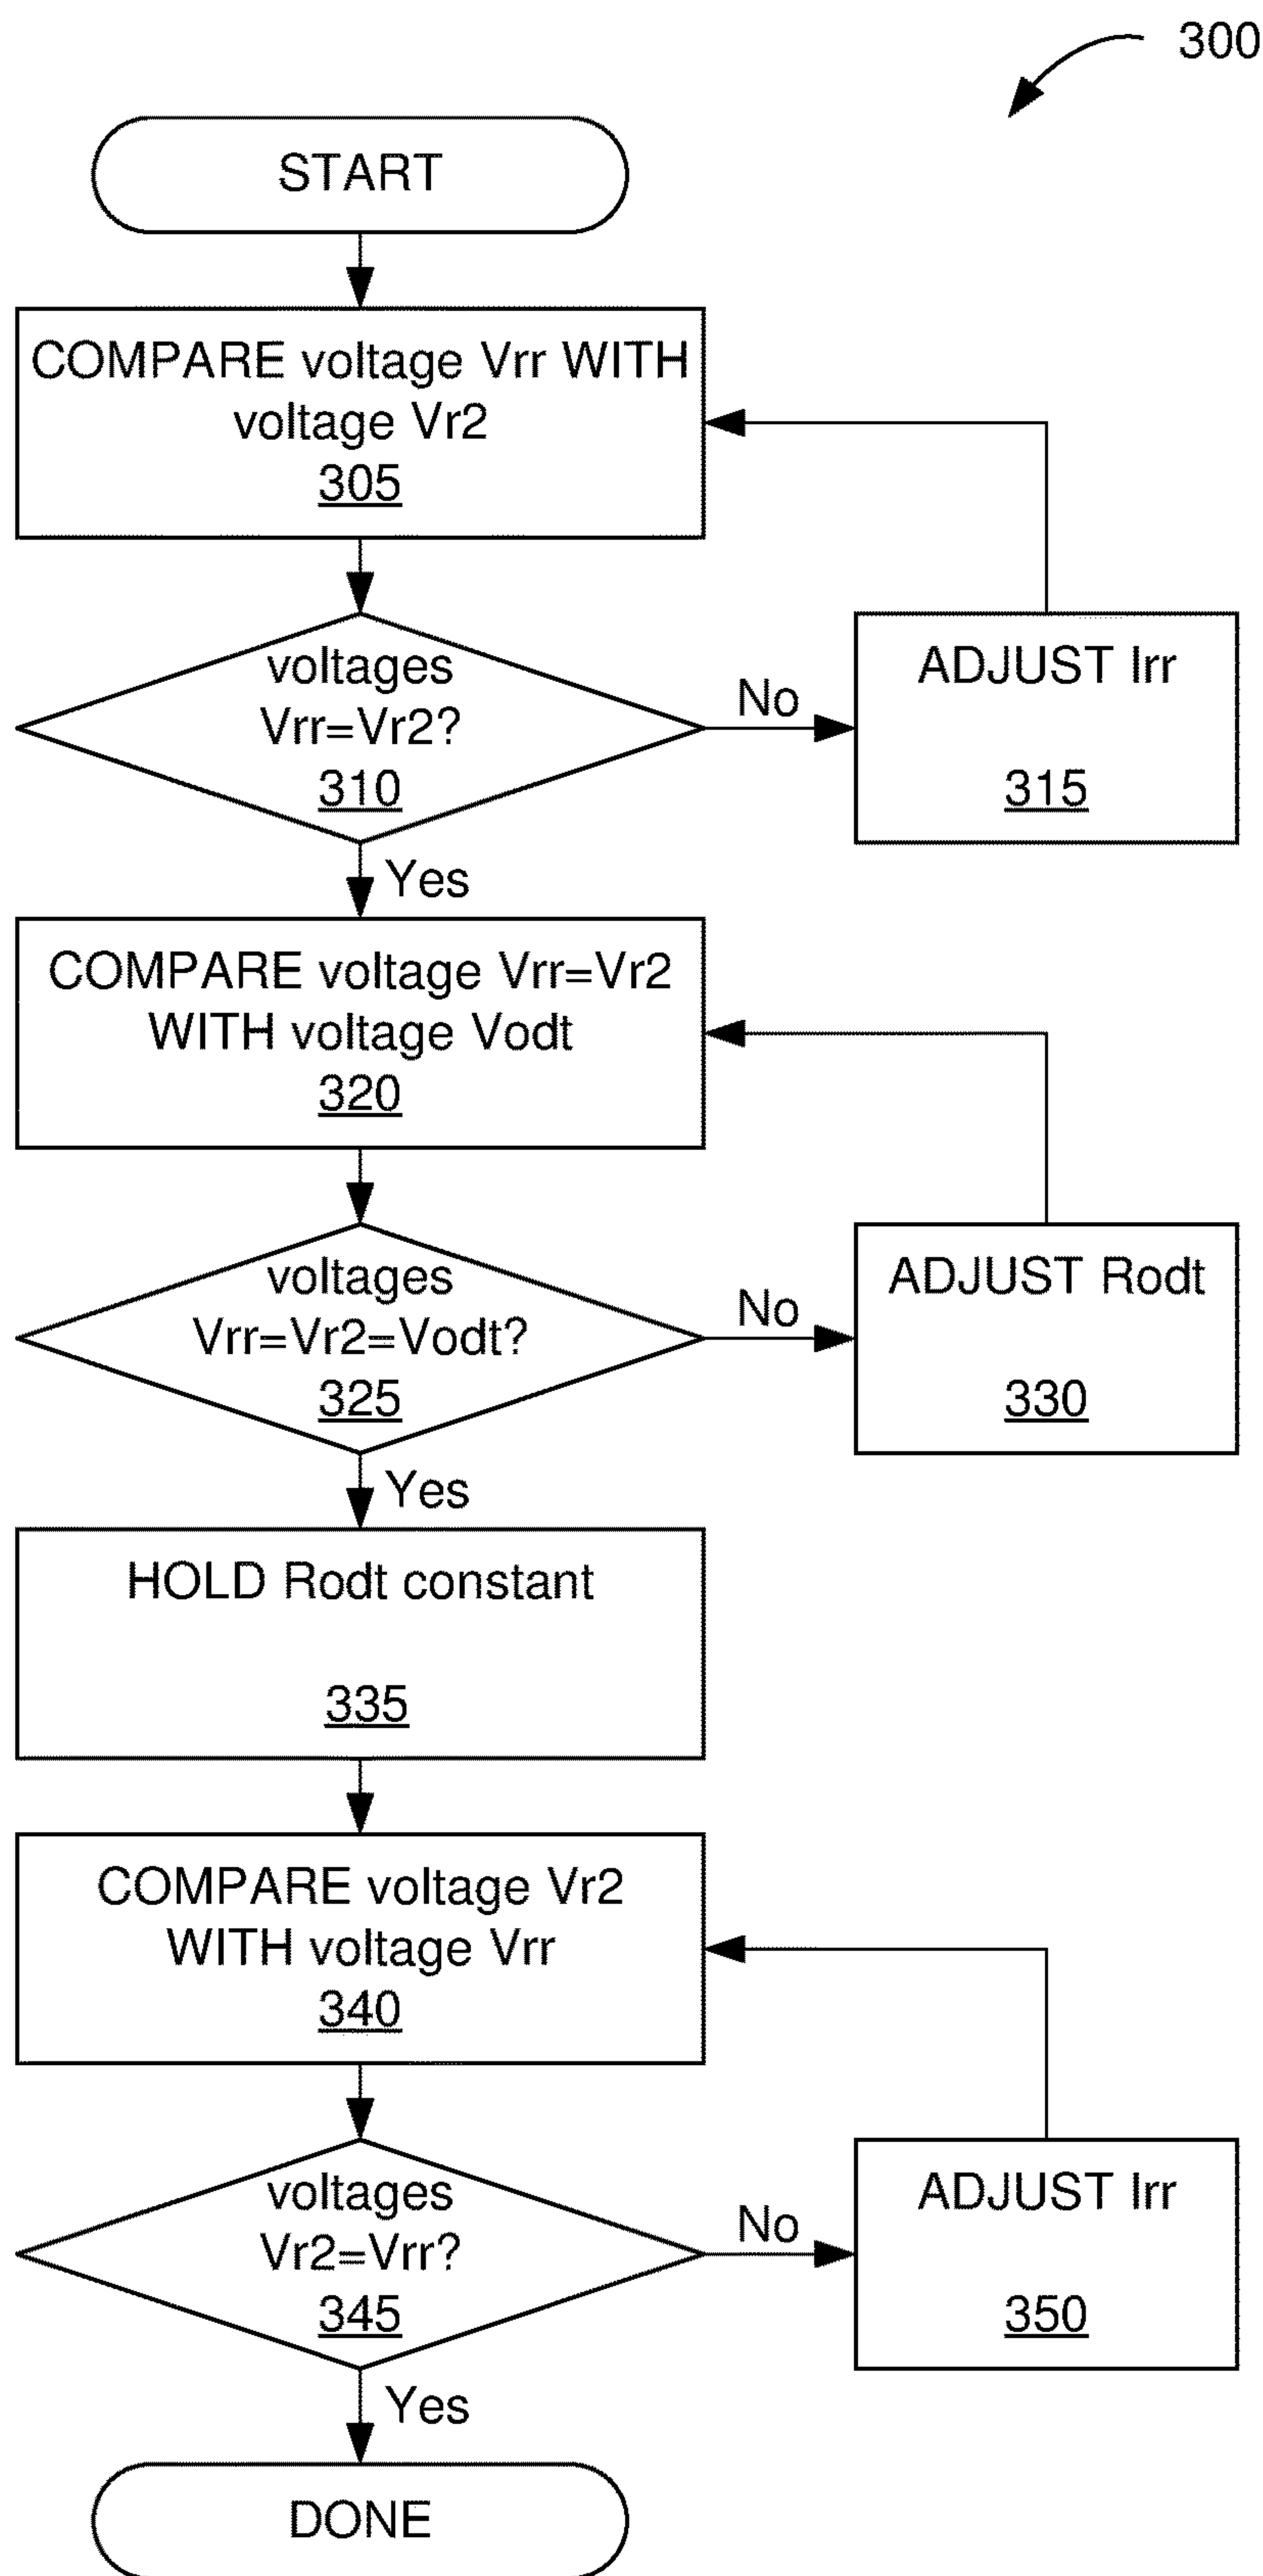 300
START
COMPARE voltage Vrr WITH
voltage Vr2
305
voltages
Vrr=Vr2?
310
No
ADJUST Irr
315
Yes
COMPARE voltage Vrr=Vr2
WITH voltage Vodt
320
voltages
Vrr=Vr2=Vodt?
325
No
ADJUST Rodt
330
Yes
HOLD Rodt constant
335
COMPARE voltage Vr2
WITH voltage Vrr
340
voltages
Vr2=Vrr?
345
No
ADJUST Irr
350
Yes
DONE